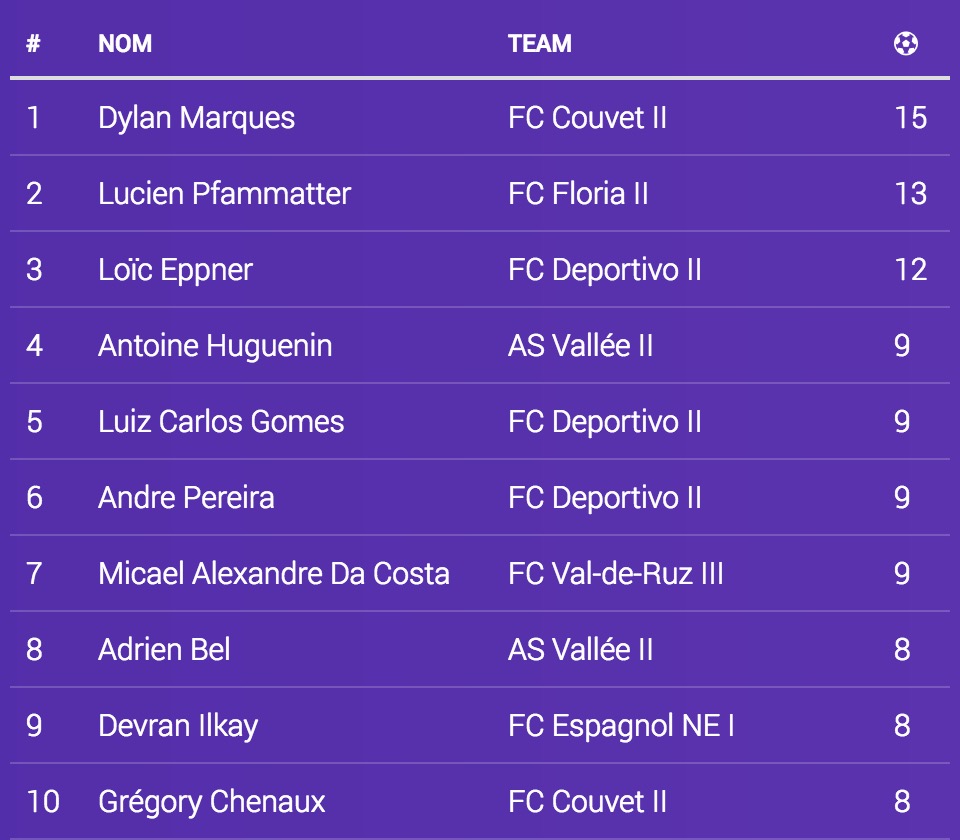 # NOM TEAM
1 Dylan Marques FC Couvet II 15
2 Lucien Pfammatter FC Floria II 13
3 Loïc Eppner FC Deportivo II 12
4 Antoine Huguenin AS Vallée II 9
5 Luiz Carlos Gomes FC Deportivo II 9
6 Andre Pereira FC Deportivo II 9
7 Micael Alexandre Da Costa FC Val-de-Ruz III 9
8 Adrien Bel AS Vallée II 8
9 Devran Ilkay FC Espagnol NE I 8
10 Grégory Chenaux FC Couvet II 8